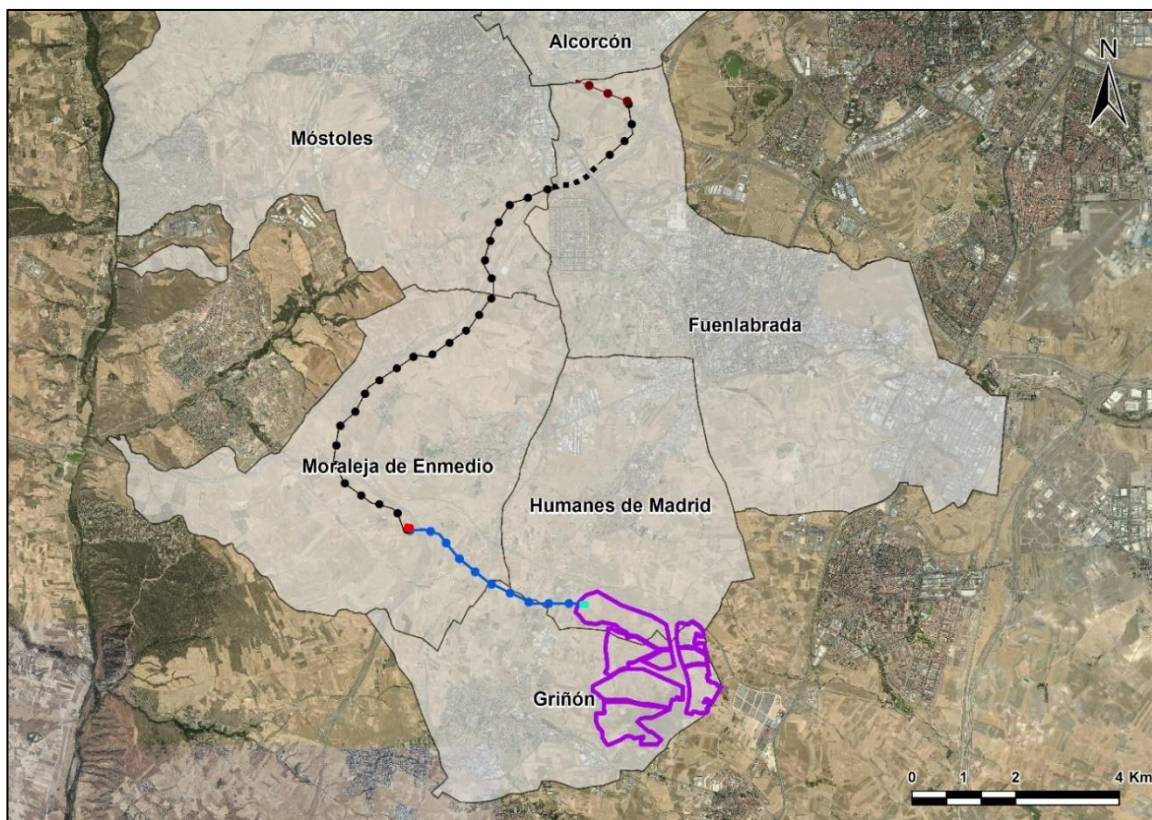 Alcorcón
N
Móstoles
Fuenlabrada
Moraleja de Enmedio
Humanes de Madrid
Griñón
0 1 2 4 Km